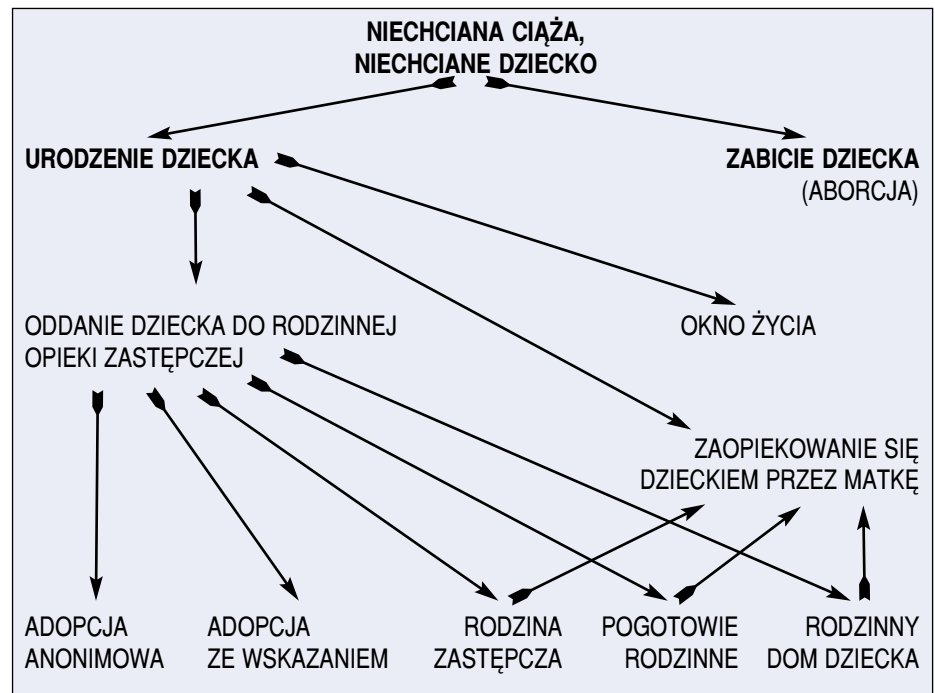 NIECHCIANA CIĄŻA,
NIECHCIANE DZIECKO
URODZENIE DZIECKA
ZABICIE DZIECKA
(ABORCJA)
ODDANIE DZIECKA DO RODZINNEJ
OPIEKI ZASTĘPCZEJ
OKNO ŻYCIA
ZAOPIEKOWANIE SIĘ
DZIECKIEM PRZEZ MATKĘ
ADOPCJA
ANONIMOWA
ADOPCJA
ZE WSKAZANIEM
RODZINA
ZASTĘPCZA
POGOTOWIE
RODZINNE
RODZINNY
DOM DZIECKA